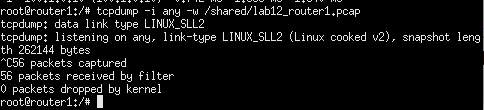 root@router1:/# tcpdump -i any -w /shared/lab12_router1.pcap
tcpdump: data link type LINUX_SLL2
tcpdump: listening on any, link-type LINUX_SLL2 (Linux cooked v2), snapshot leng
th 262144 bytes
^C56 packets captured
56 packets received by filter
0 packets dropped by kernel
root@router1:/#